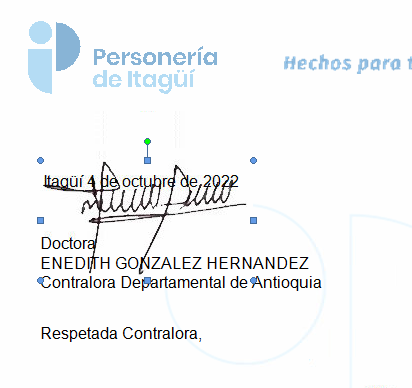 Personería
de Itagüí
Hechos para t
Itagüí 4 de octubre de 2022
Doctora
ENEDITH GONZALEZ HERNANDEZ
Contralora Departamental de Antioquia
Respetada Contralora,